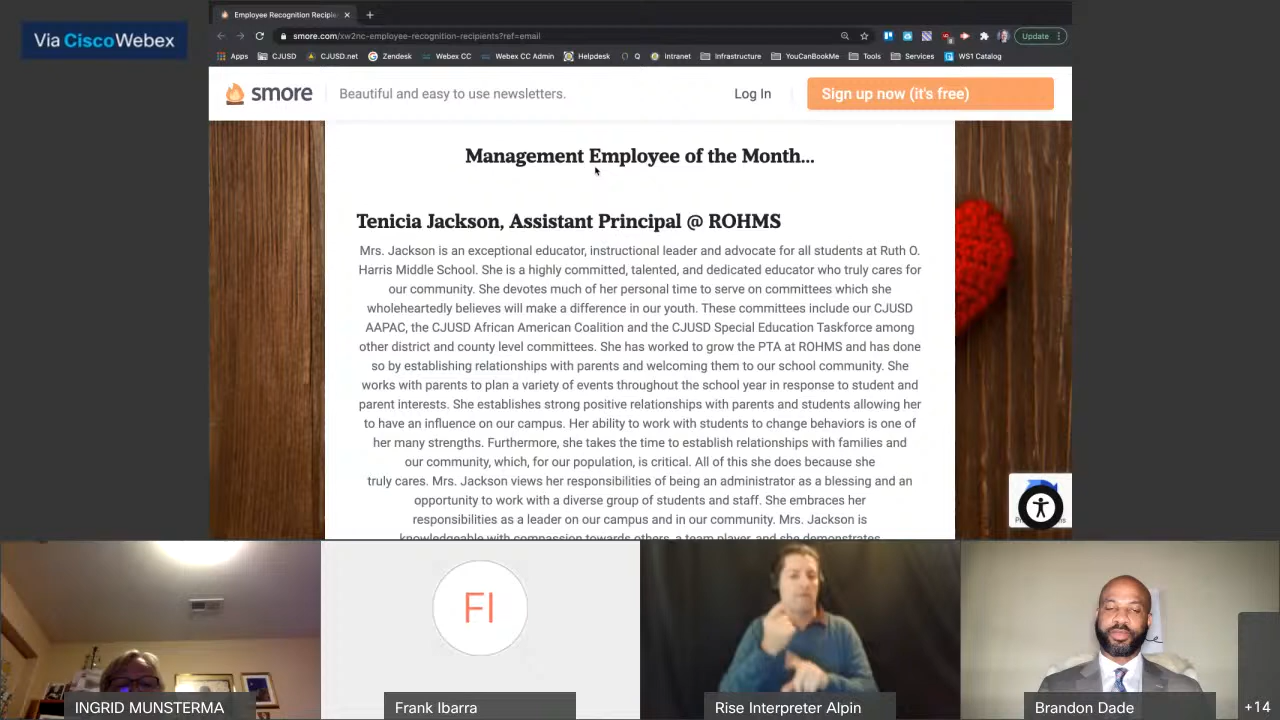 Via Cisco Webex
Employee Recognition Recipie
smore.com/xw2nc-employee-recognition-recipients?ref=email
Update
Apps CJUSD CJUSD.net Zendesk Webex CC Webex CC Admin Helpdesk Q Intranet Infrastructure YouCanBookMe Tools Services WS1 Catalog
smore Beautiful and easy to use newsletters. Log In Sign up now (it's free)
Management Employee of the Month...
Tenicia Jackson, Assistant Principal @ ROHMS
Mrs. Jackson is an exceptional educator, instructional leader and advocate for all students at Ruth O.
Harris Middle School. She is a highly committed, talented, and dedicated educator who truly cares for
our community. She devotes much of her personal time to serve on committees which she
wholeheartedly believes will make a difference in our youth. These committees include our CJUSD
AAPAC, the CJUSD African American Coalition and the CJUSD Special Education Taskforce among
other district and county level committees. She has worked to grow the PTA at ROHMS and has done
so by establishing relationships with parents and welcoming them to our school community. She
works with parents to plan a variety of events throughout the school year in response to student and
parent interests. She establishes strong positive relationships with parents and students allowing her
to have an influence on our campus. Her ability to work with students to change behaviors is one of
her many strengths. Furthermore, she takes the time to establish relationships with families and
our community, which, for our population, is critical. All of this she does because she
truly cares. Mrs. Jackson views her responsibilities of being an administrator as a blessing and an
opportunity to work with a diverse group of students and staff. She embraces her
responsibilities as a leader on our campus and in our community. Mrs. Jackson is
knowledgeable with compassion towards others, a team player, and she demonstrates
FI
INGRID MUNSTERMA Frank Ibarra Rise Interpreter Alpin Brandon Dade +14